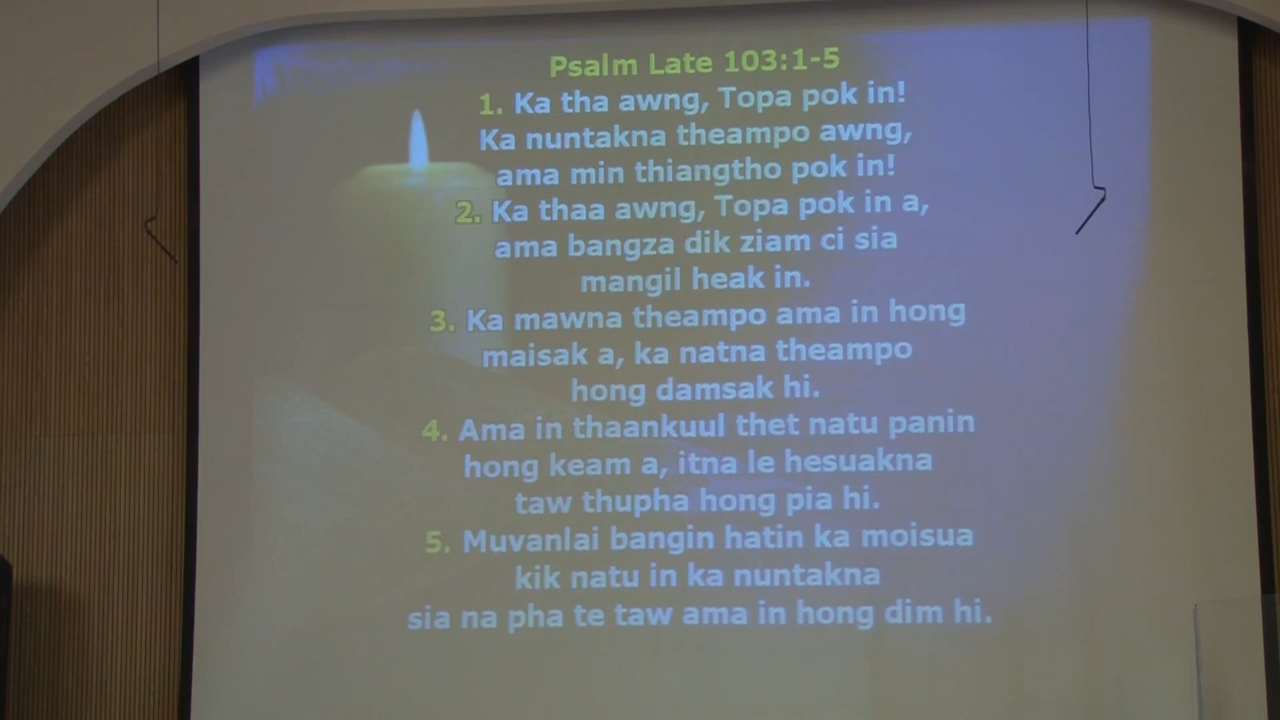 Psalm Late 103:1-5
1. Ka tha awng, Topa pok in!
Ka nuntakna theampo awng,
ama min thiangtho pok in!
2. Ka thaa awng, Topa pok in a,
ama bangza dik ziam ci sia
mangil heak in.
3. Ka mawna theampo ama in hong
maisak a, ka natna theampo
hong damsak hi.
4. Ama in thaankuul thet natu panin
hong keam a, itna le hesuakna
taw thupha hong pia hi.
5. Muvanlai bangin hatin ka moisua
kik natu in ka nuntakna
sia na pha te taw ama in hong dim hi.